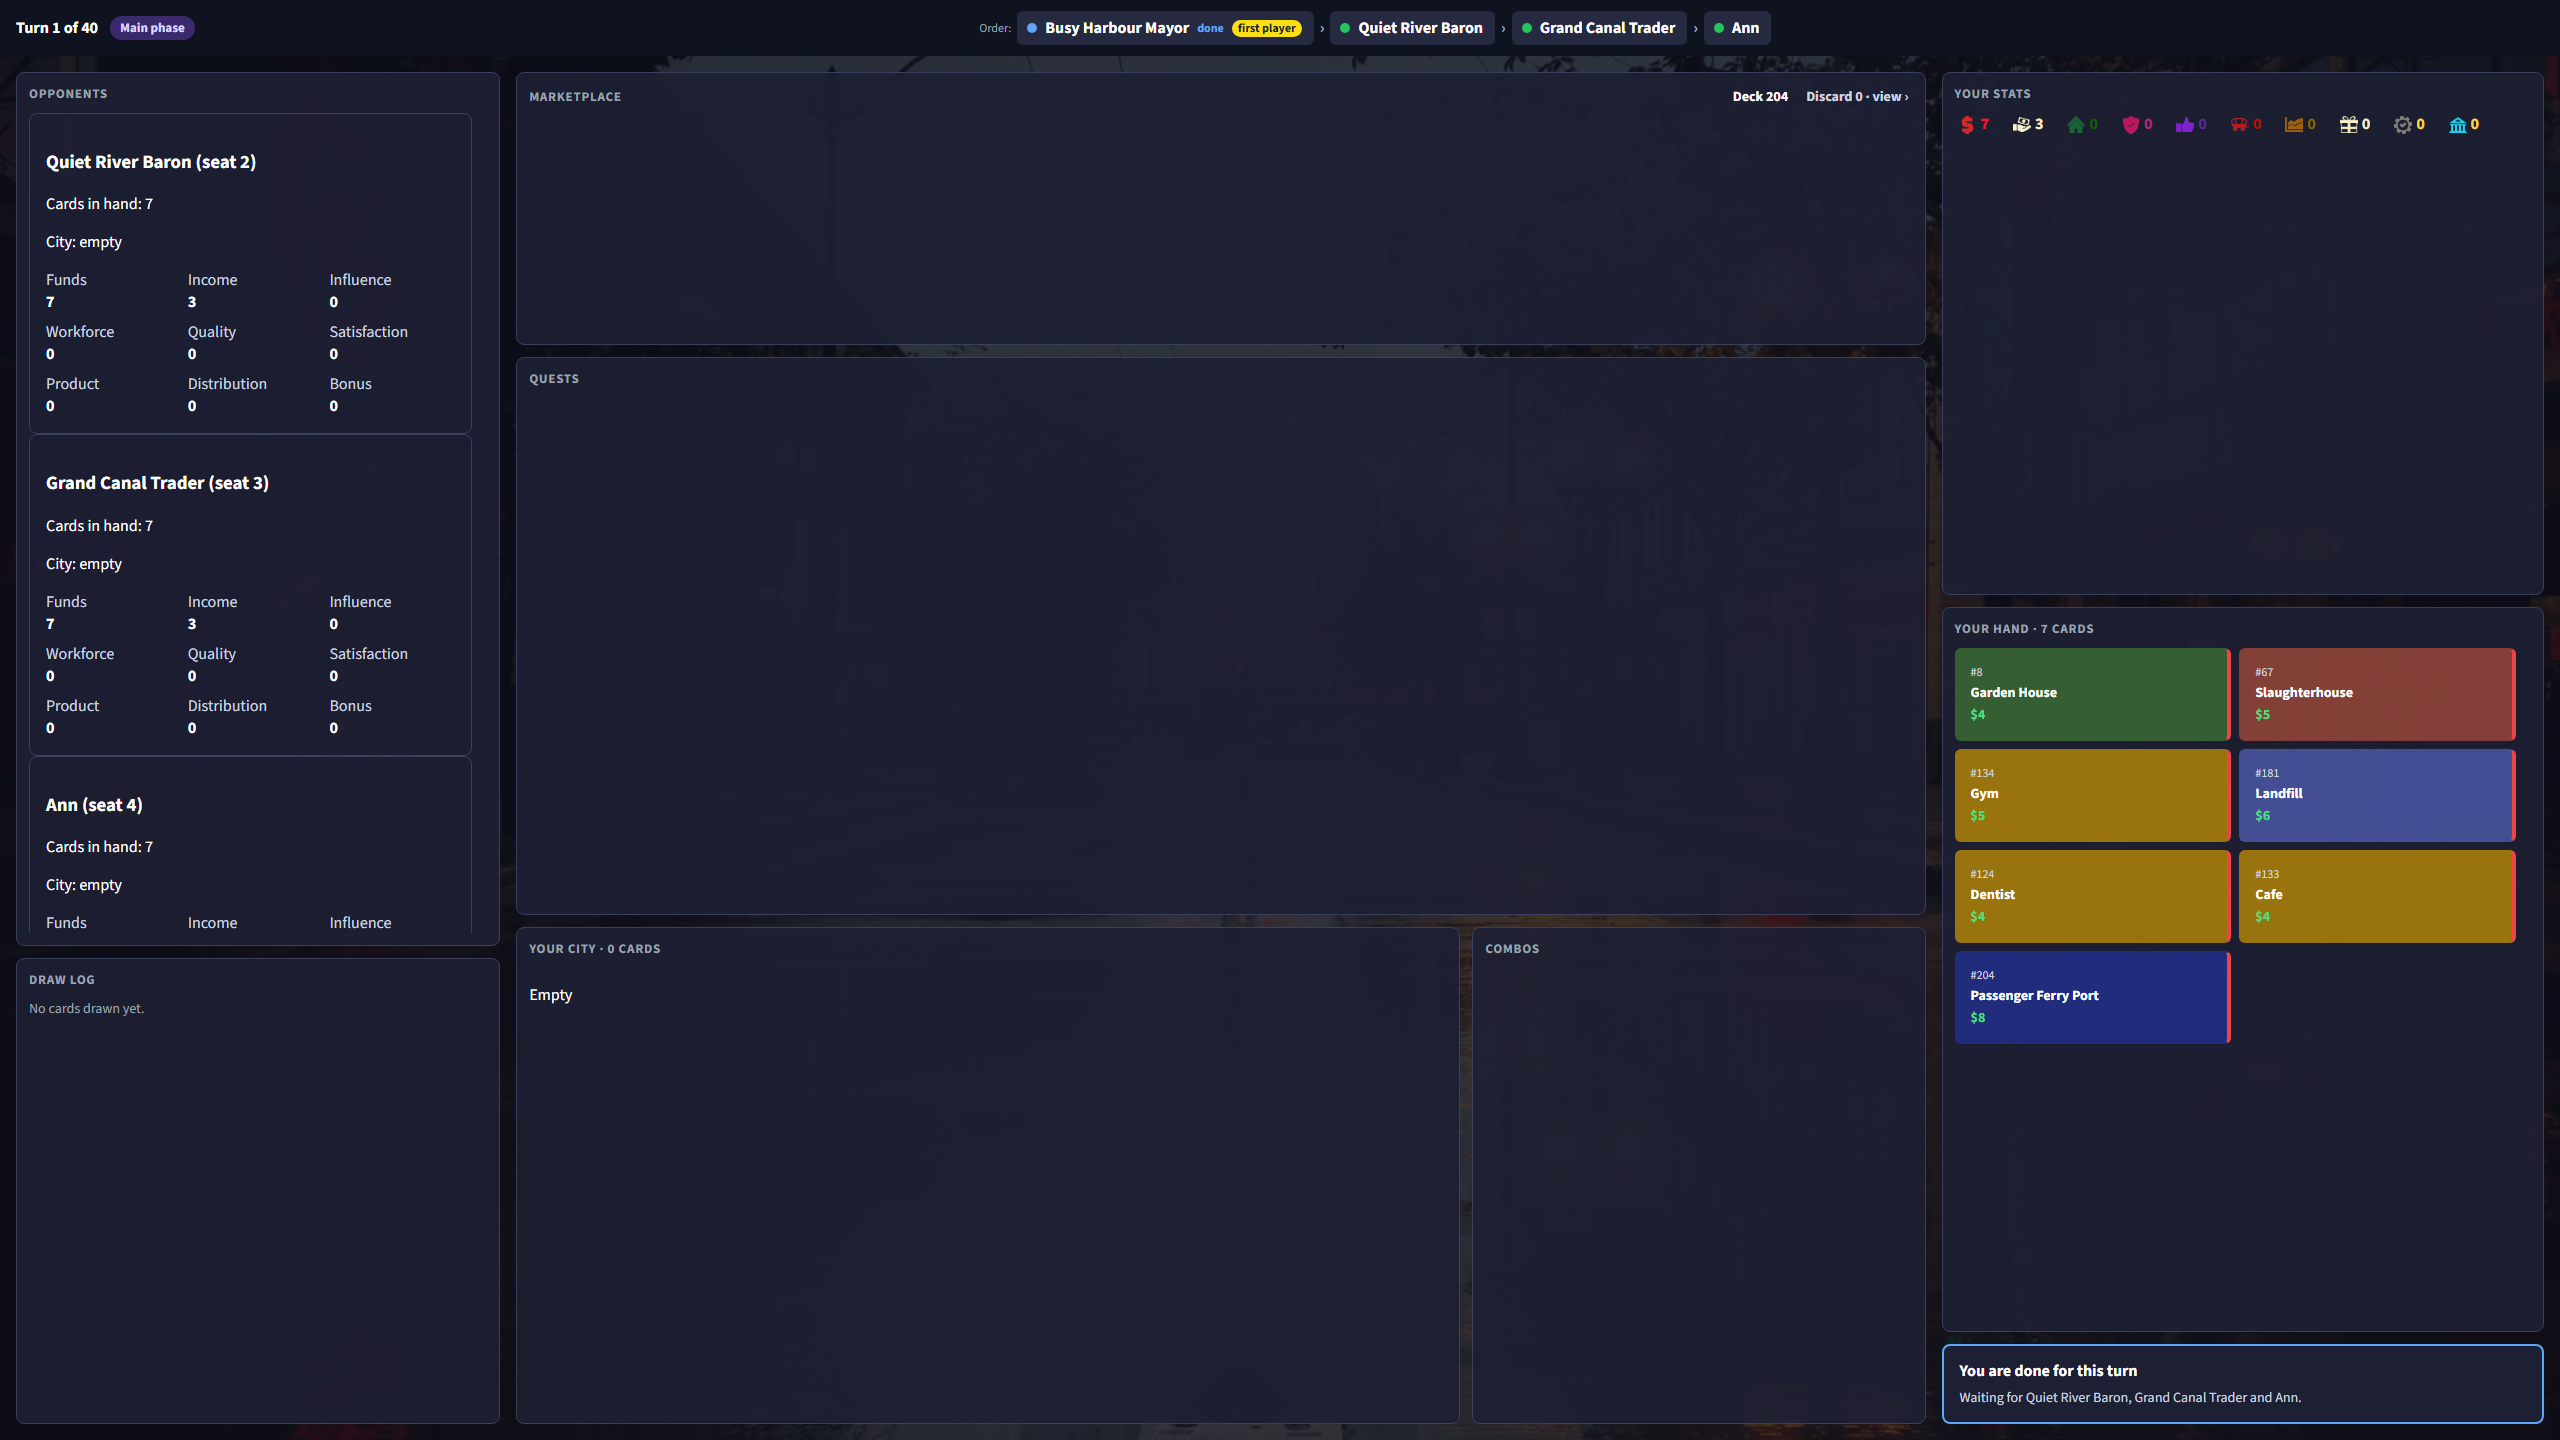 Turn 1 of 40 Main phase
Order: Busy Harbour Mayor done first player › Quiet River Baron › Grand Canal Trader › Ann
OPPONENTS
Quiet River Baron (seat 2)
Cards in hand: 7
City: empty
Funds Income Influence
7 3 0
Workforce Quality Satisfaction
0 0 0
Product Distribution Bonus
0 0 0
Grand Canal Trader (seat 3)
Cards in hand: 7
City: empty
Funds Income Influence
7 3 0
Workforce Quality Satisfaction
0 0 0
Product Distribution Bonus
0 0 0
Ann (seat 4)
Cards in hand: 7
City: empty
Funds Income Influence
DRAW LOG
No cards drawn yet.
MARKETPLACE
Deck 204 Discard 0 · view ›
QUESTS
YOUR CITY · 0 CARDS
Empty
COMBOS
YOUR STATS
7 3 0 0 0 0 0 0 0 0
YOUR HAND · 7 CARDS
#8
Garden House
$4
#67
Slaughterhouse
$5
#134
Gym
$5
#181
Landfill
$6
#124
Dentist
$4
#133
Cafe
$4
#204
Passenger Ferry Port
$8
You are done for this turn
Waiting for Quiet River Baron, Grand Canal Trader and Ann.